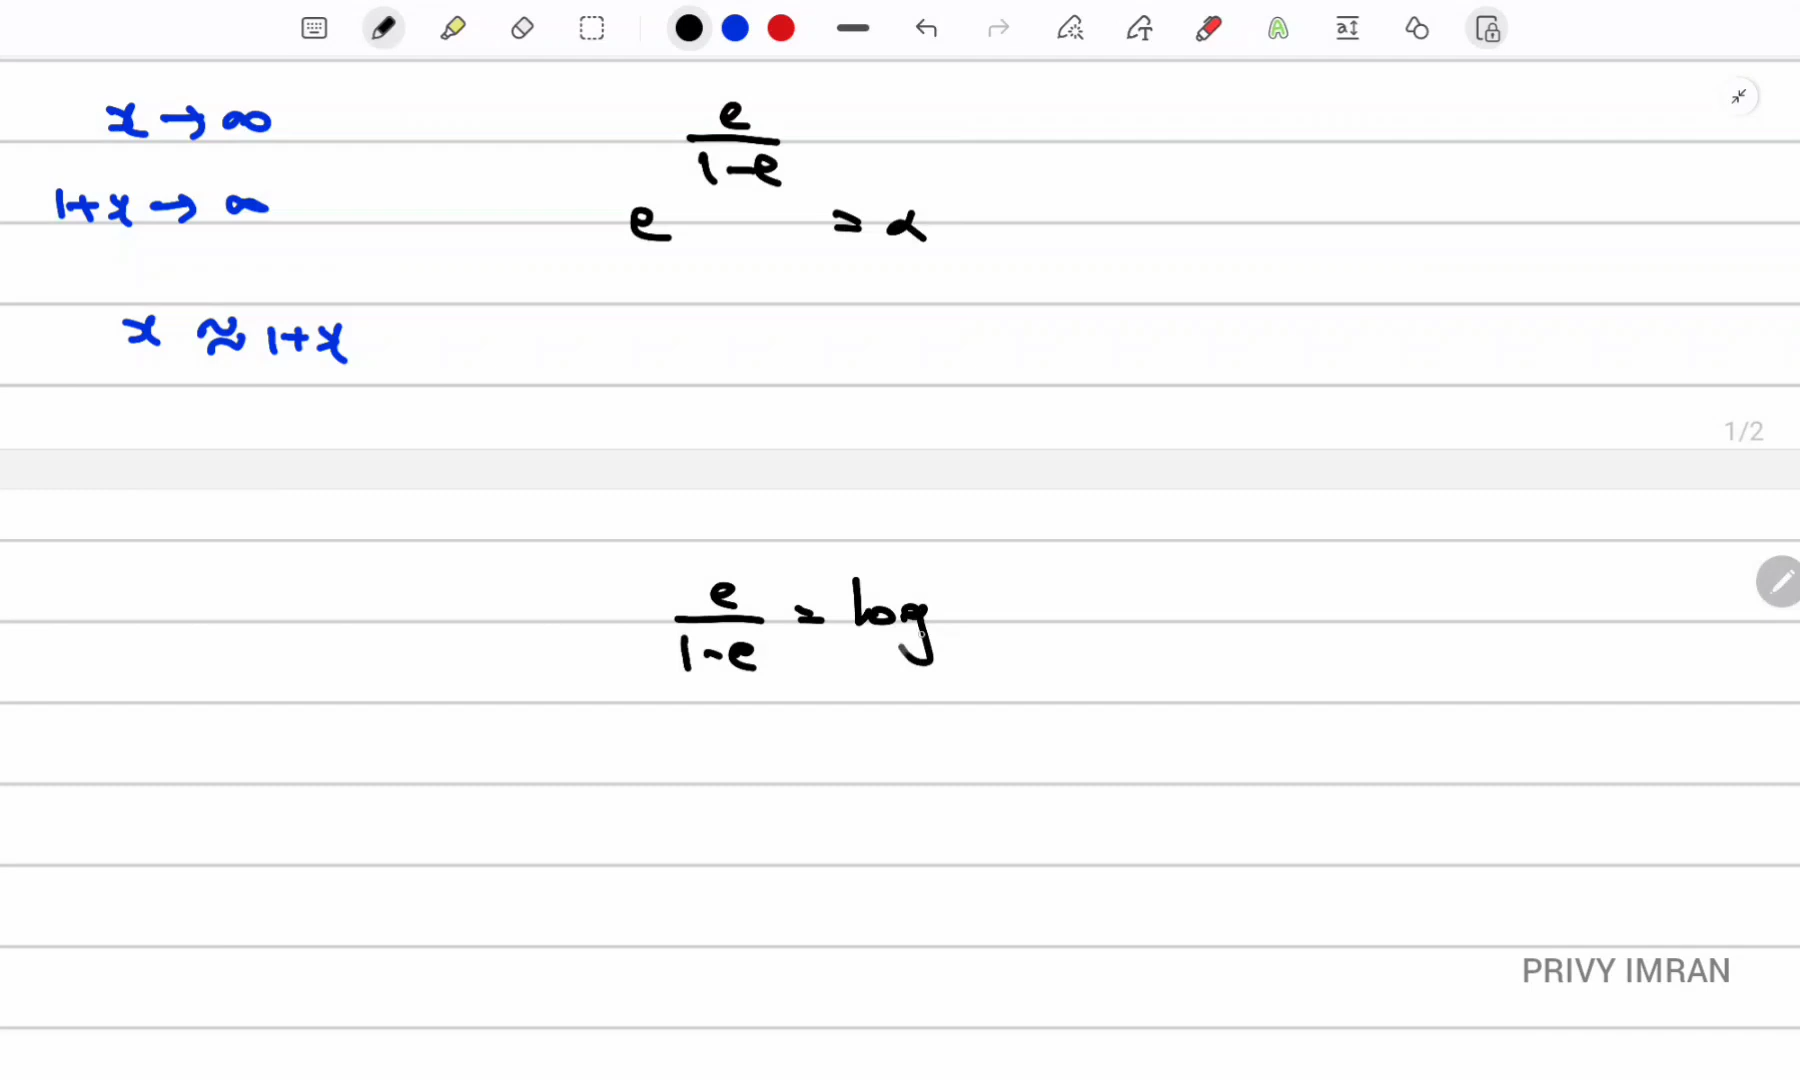 x → ∞
1+x → ∞
x ≈ 1+x
e^(e/(1-e)) = α
1/2
e/(1-e) = log
PRIVY IMRAN